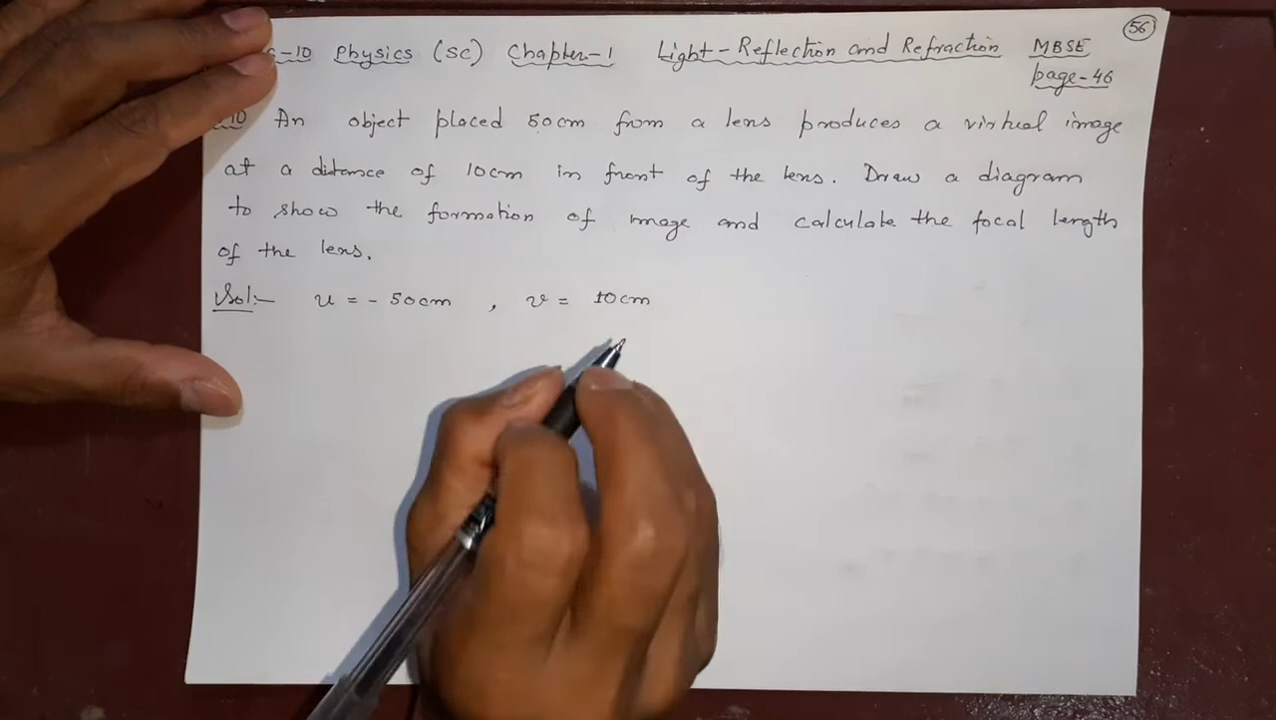 56
-10 Physics (SC) Chapter-1 Light-Reflection and Refraction MBSE
page-46
10 An object placed 50cm from a lens produces a virtual image
at a distance of 10cm in front of the lens. Draw a diagram
to show the formation of image and calculate the focal length
of the lens.
Sol:- u = - 50cm , v = 10cm